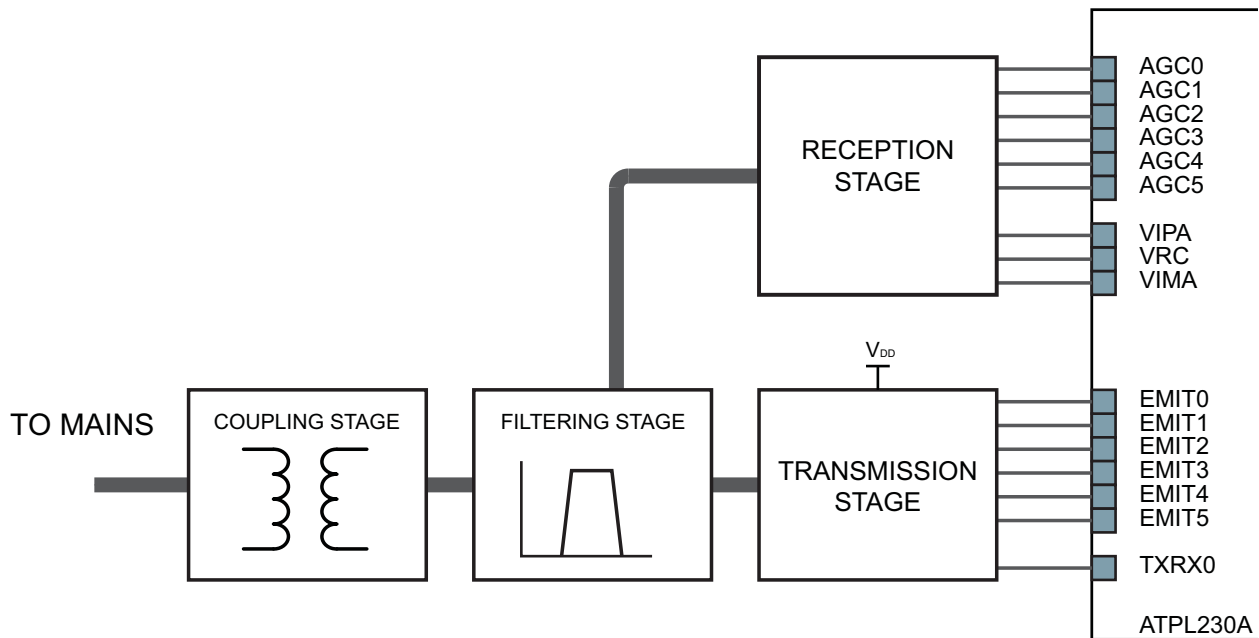 AGC0
AGC1
AGC2
AGC3
AGC4
AGC5
RECEPTION
STAGE
VIPA
VRC
VIMA
VDD
TO MAINS
COUPLING STAGE
FILTERING STAGE
TRANSMISSION
STAGE
EMIT0
EMIT1
EMIT2
EMIT3
EMIT4
EMIT5
TXRX0
ATPL230A